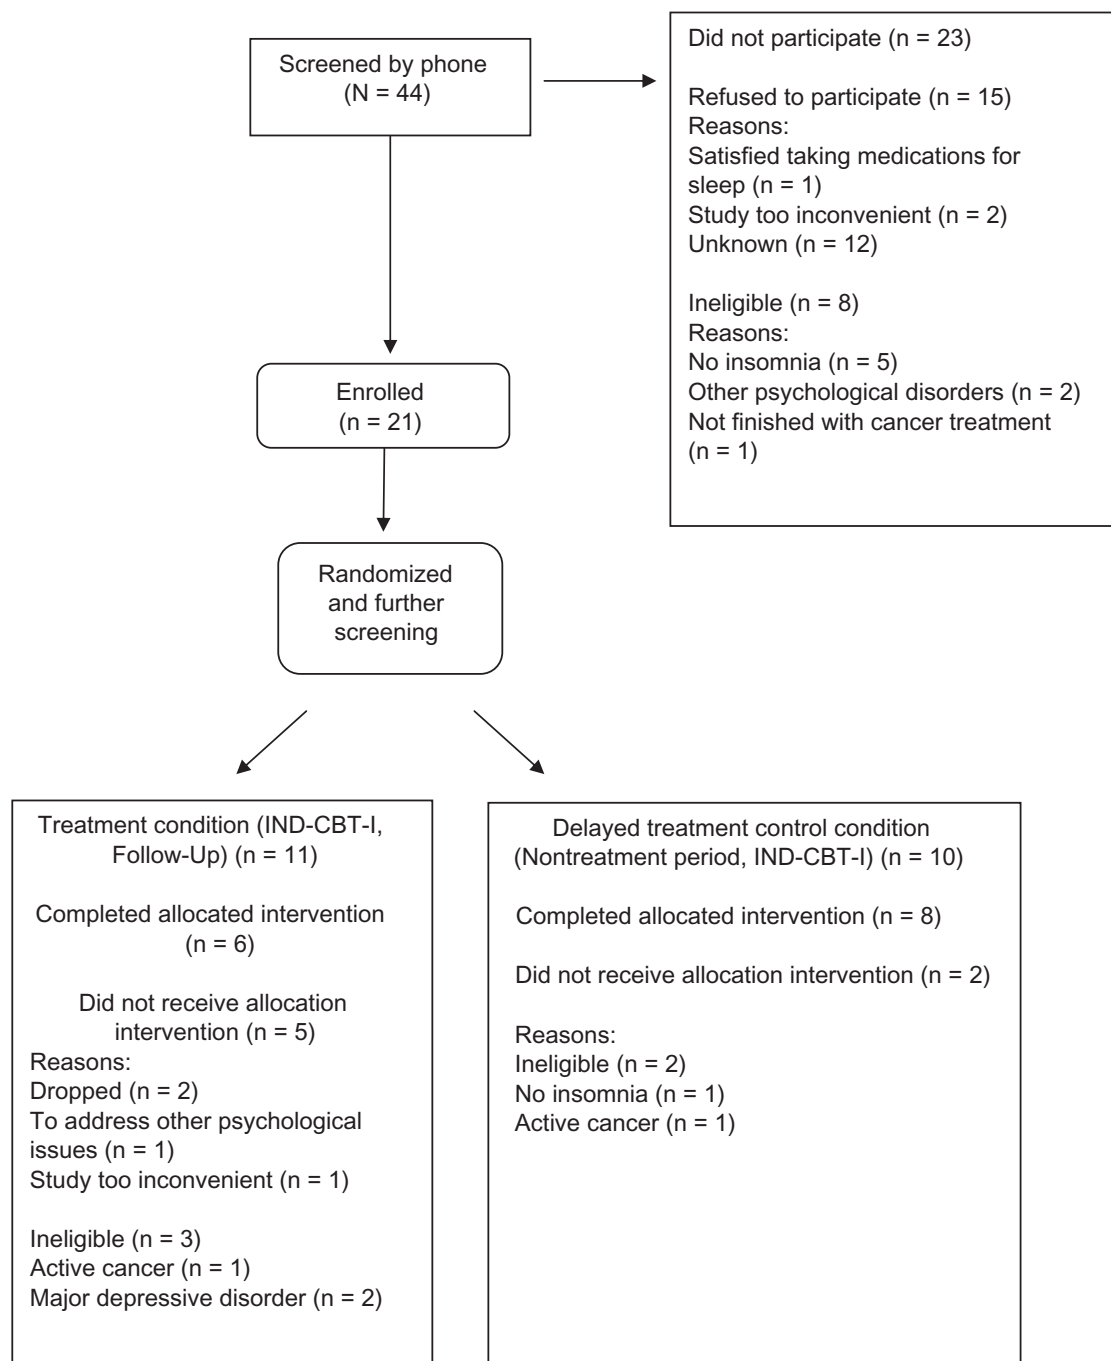 Screened by phone
(N = 44)
Did not participate (n = 23)
Refused to participate (n = 15)
Reasons:
Satisfied taking medications for
sleep (n = 1)
Study too inconvenient (n = 2)
Unknown (n = 12)
Ineligible (n = 8)
Reasons:
No insomnia (n = 5)
Other psychological disorders (n = 2)
Not finished with cancer treatment
(n = 1)
Enrolled
(n = 21)
Randomized
and further
screening
Treatment condition (IND-CBT-I,
Follow-Up) (n = 11)
Completed allocated intervention
(n = 6)
Did not receive allocation
intervention (n = 5)
Reasons:
Dropped (n = 2)
To address other psychological
issues (n = 1)
Study too inconvenient (n = 1)
Ineligible (n = 3)
Active cancer (n = 1)
Major depressive disorder (n = 2)
Delayed treatment control condition
(Nontreatment period, IND-CBT-I) (n = 10)
Completed allocated intervention (n = 8)
Did not receive allocation intervention (n = 2)
Reasons:
Ineligible (n = 2)
No insomnia (n = 1)
Active cancer (n = 1)